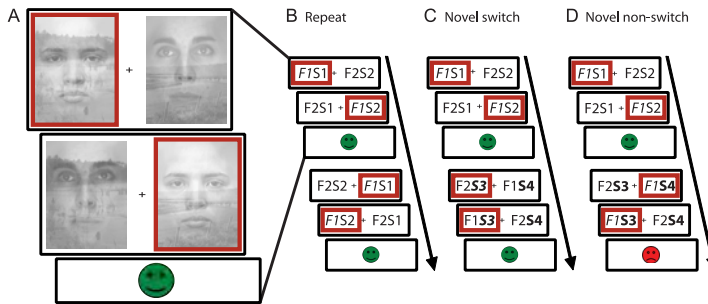 A
+
+
B Repeat
F1S1 + F2S2
F2S1 + F1S2
F2S2 + F1S1
F1S2 + F2S1
C Novel switch
F1S1 + F2S2
F2S1 + F1S2
F2S3 + F1S4
F1S3 + F2S4
D Novel non-switch
F1S1 + F2S2
F2S1 + F1S2
F2S3 + F1S4
F1S3 + F2S4